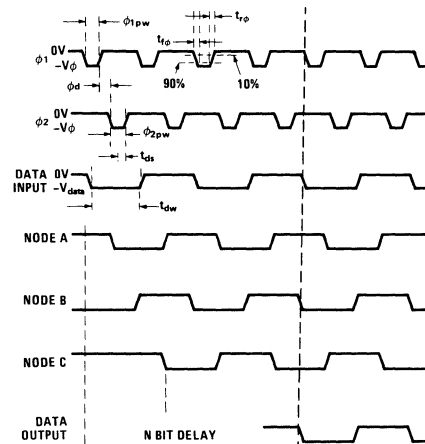 ϕ1pw
trϕ
tfϕ
0V
ϕ1
-Vϕ
ϕd
90%
10%
0V
ϕ2
-Vϕ
ϕ2pw
tds
DATA 0V
INPUT -Vdata
tdw
NODE A
NODE B
NODE C
DATA
OUTPUT
N BIT DELAY